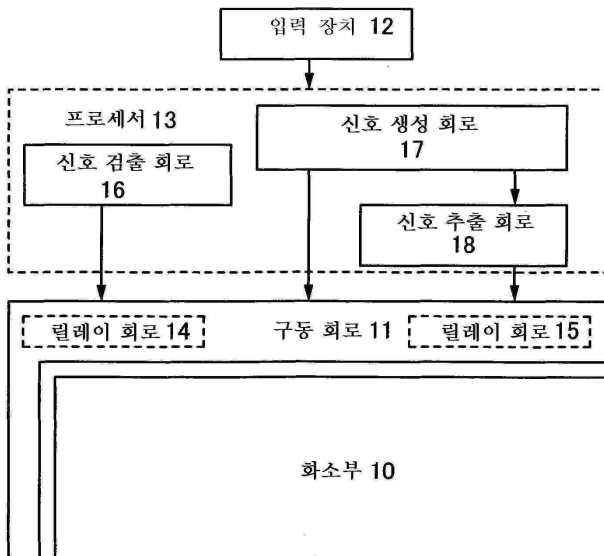 입력 장치 12
프로세서 13
신호 생성 회로
17
신호 검출 회로
16
신호 추출 회로
18
릴레이 회로 14
구동 회로 11
릴레이 회로 15
화소부 10